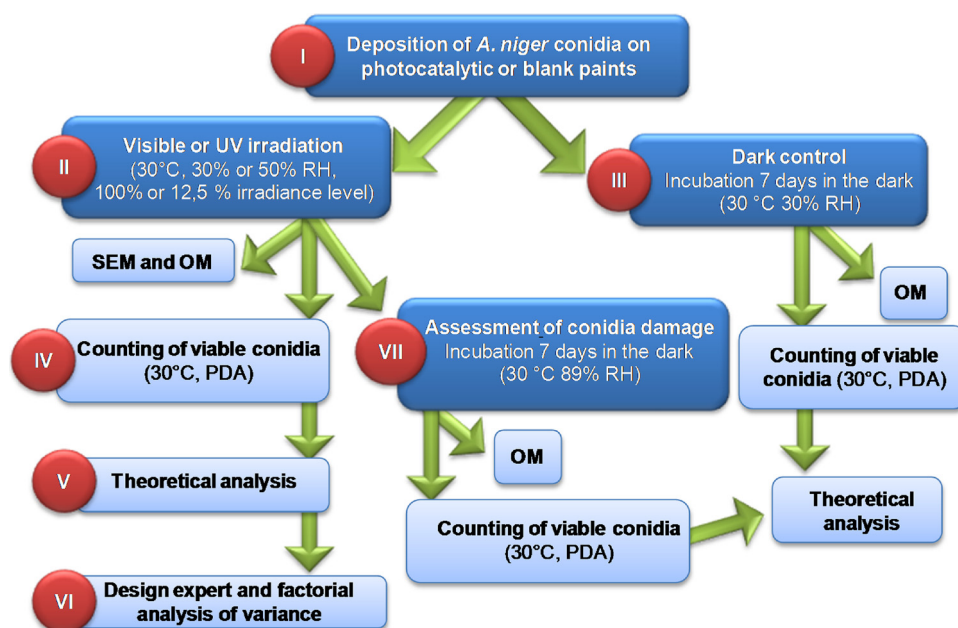 I
Deposition of A. niger conidia on
photocatalytic or blank paints
II
Visible or UV irradiation
(30°C, 30% or 50% RH,
100% or 12,5 % irradiance level)
III
Dark control
Incubation 7 days in the dark
(30 °C 30% RH)
SEM and OM
OM
IV
Counting of viable conidia
(30°C, PDA)
VII
Assessment of conidia damage
Incubation 7 days in the dark
(30 °C 89% RH)
Counting of viable
conidia (30°C, PDA)
V
Theoretical analysis
OM
Counting of viable conidia
(30°C, PDA)
Theoretical
analysis
VI
Design expert and factorial
analysis of variance